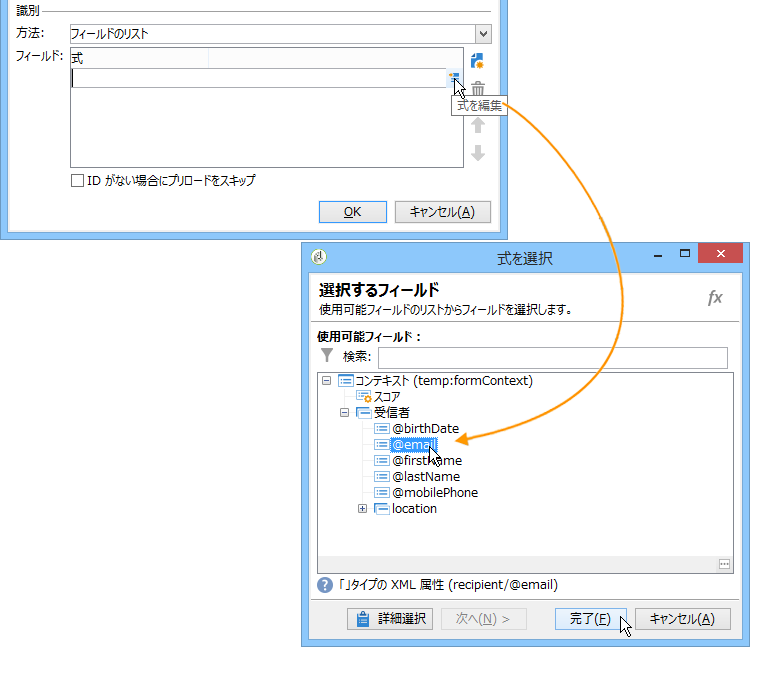 識別
方法:
フィールドのリスト
フィールド:
式
式を編集
ID がない場合にプリロードをスキップ
OK
キャンセル(A)
式を選択
選択するフィールド
使用可能フィールドのリストからフィールドを選択します。
fx
使用可能フィールド：
検索:
コンテキスト (temp:formContext)
スコア
受信者
@birthDate
@email
@firstName
@lastName
@mobilePhone
location
「」タイプの XML 属性 (recipient/@email)
詳細選択
次へ(N) >
完了(F)
キャンセル(A)